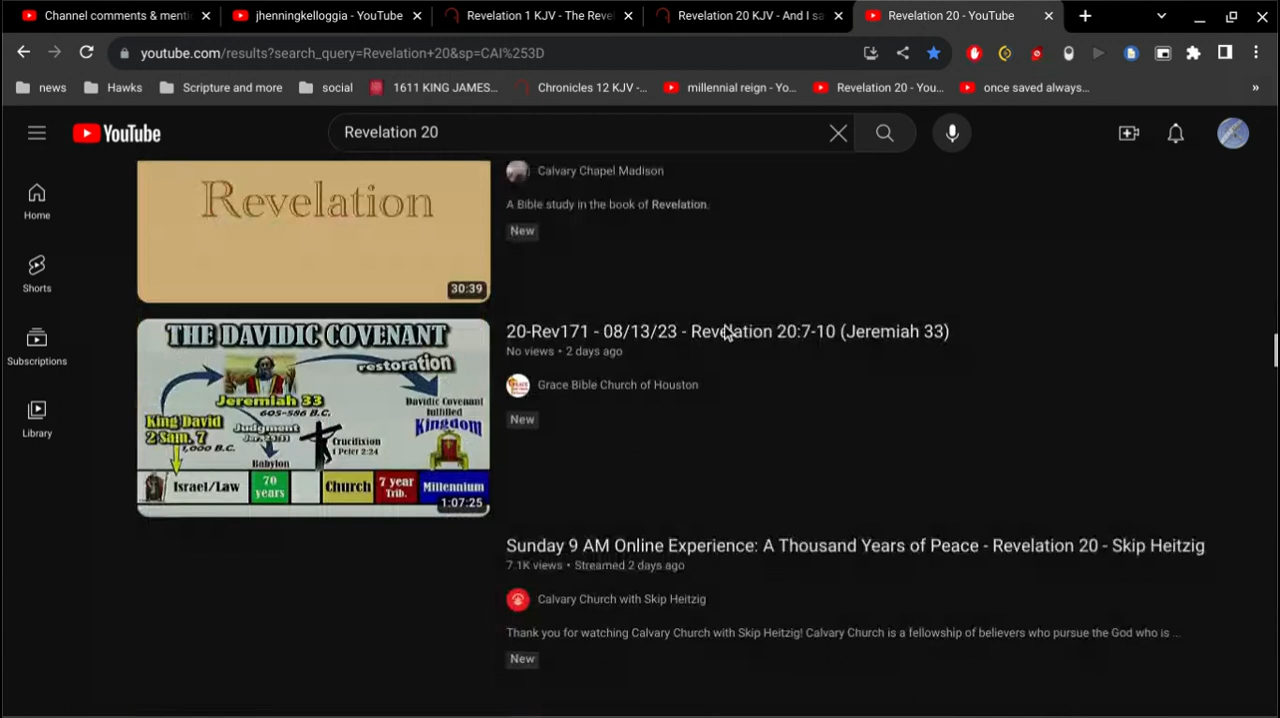 Channel comments & menti
jhenningkelloggia - YouTube
Revelation 1 KJV - The Reve
Revelation 20 KJV - And I sa
Revelation 20 - YouTube
youtube.com/results?search_query=Revelation+20&sp=CAI%253D
news
Hawks
Scripture and more
social
1611 KING JAMES...
Chronicles 12 KJV -...
millennial reign - Yo...
Revelation 20 - You...
once saved always...
»
YouTube
Revelation 20
Home
Shorts
Subscriptions
Library
Revelation
30:39
Calvary Chapel Madison
A Bible study in the book of Revelation.
New
THE DAVIDIC COVENANT
restoration
Jeremiah 33
605-586 B.C.
King David
2 Sam. 7
1,000 B.C.
Judgment
Babylon
Crucifixion
1 Peter 2:24
Davidic Covenant
fulfilled
Kingdom
Israel/Law
70
years
Church
7 year
Trib.
Millennium
1:07:25
20-Rev171 - 08/13/23 - Revelation 20:7-10 (Jeremiah 33)
No views • 2 days ago
Grace Bible Church of Houston
New
Sunday 9 AM Online Experience: A Thousand Years of Peace - Revelation 20 - Skip Heitzig
7.1K views • Streamed 2 days ago
Calvary Church with Skip Heitzig
Thank you for watching Calvary Church with Skip Heitzig! Calvary Church is a fellowship of believers who pursue the God who is ...
New